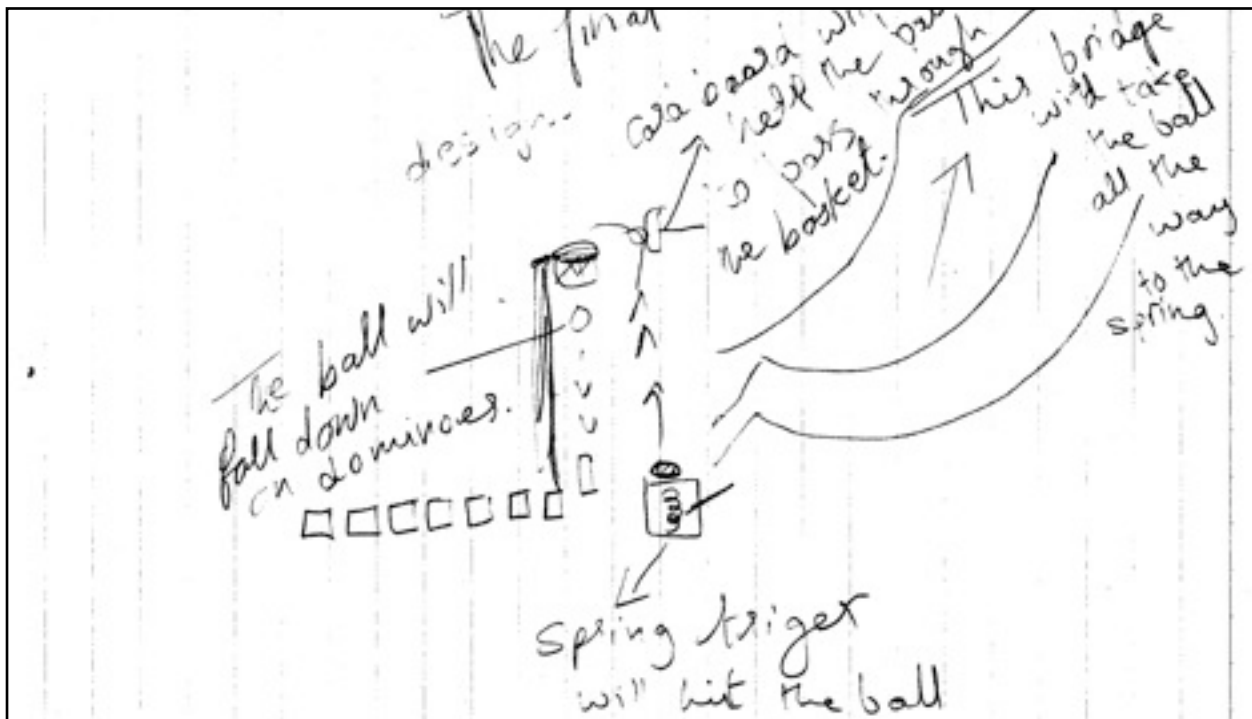 The final
design..
cardboard will
help the ball
to pass through
the basket.
This bridge
will take
the ball
all the
way
to the
spring.
The ball will
fall down
on dominoes.
Spring triger
will hit the ball